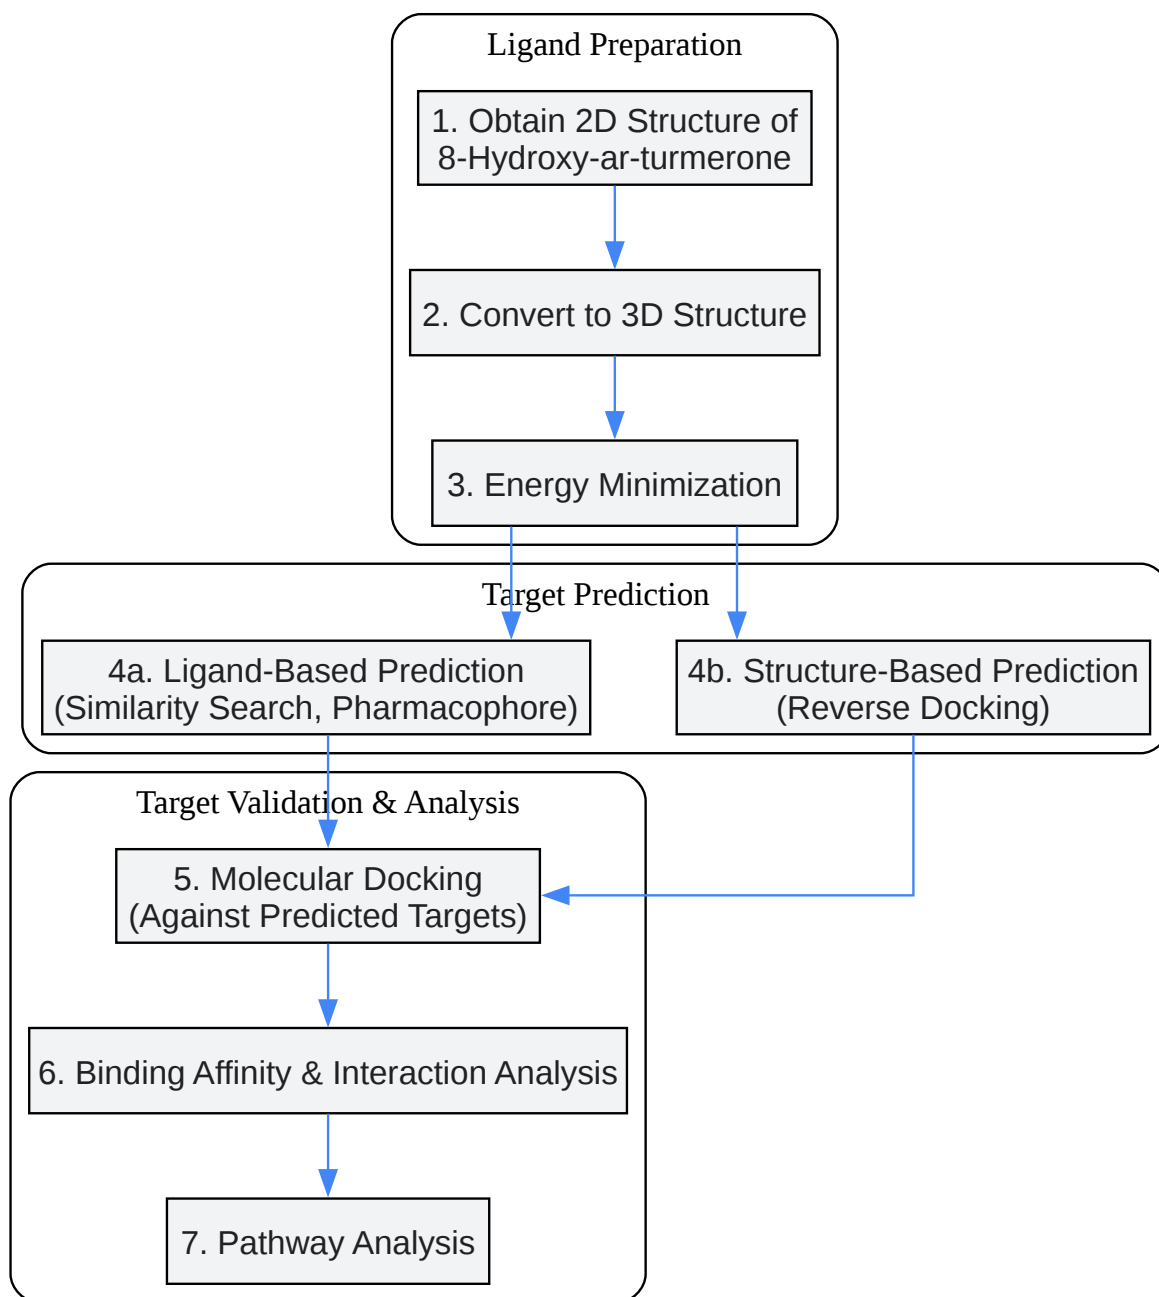 Ligand Preparation
1. Obtain 2D Structure of
8-Hydroxy-ar-turmerone
2. Convert to 3D Structure
3. Energy Minimization
Target Prediction
4a. Ligand-Based Prediction
(Similarity Search, Pharmacophore)
4b. Structure-Based Prediction
(Reverse Docking)
Target Validation & Analysis
5. Molecular Docking
(Against Predicted Targets)
6. Binding Affinity & Interaction Analysis
7. Pathway Analysis